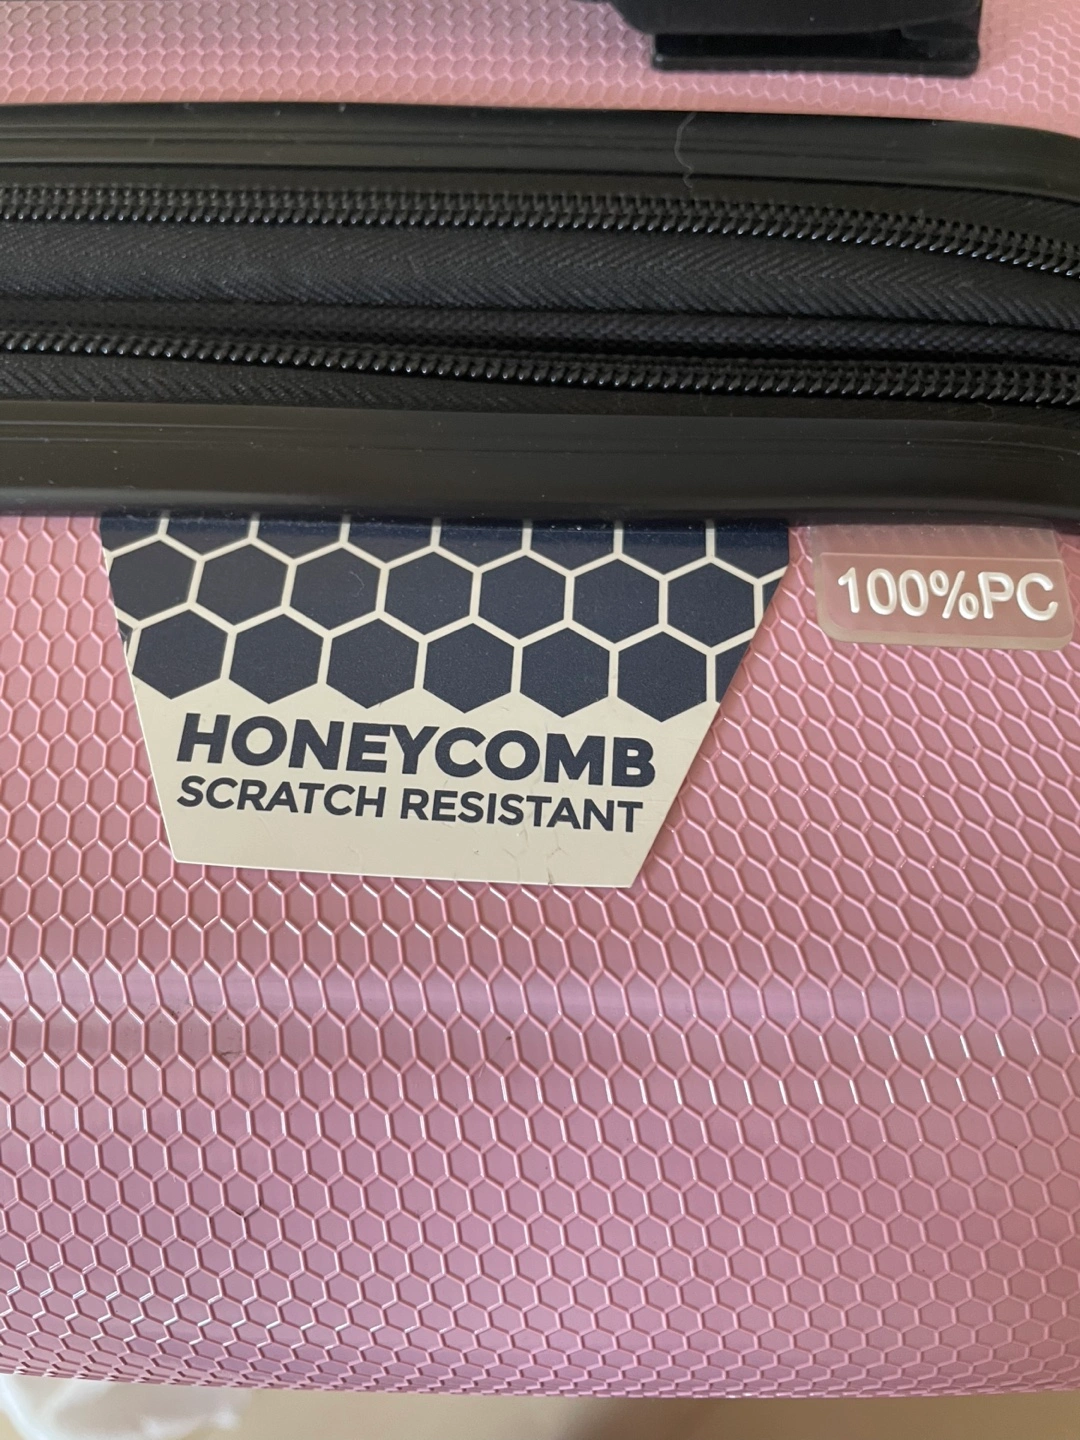 100%PC
HONEYCOMB
SCRATCH RESISTANT